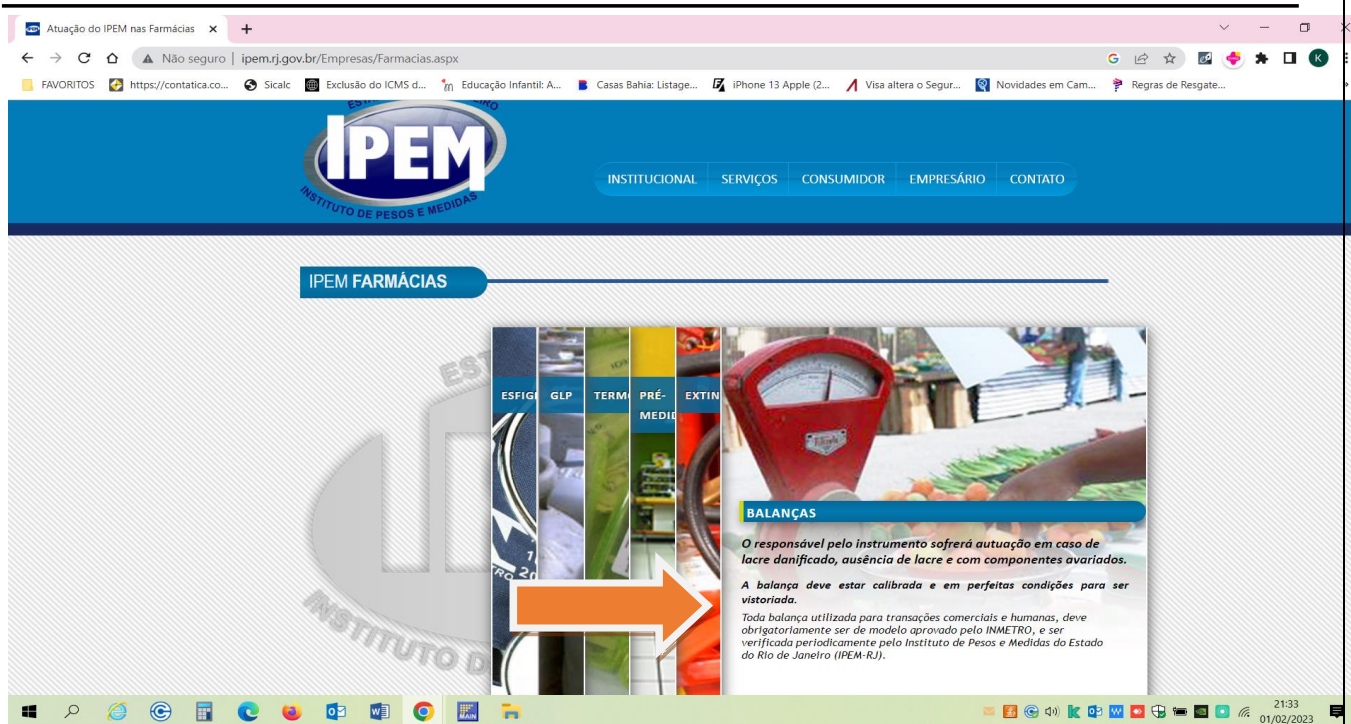 Atuação do IPEM nas Farmácias
Não seguro | ipem.rj.gov.br/Empresas/Farmacias.aspx
FAVORITOS https://contatica.co... Sicalc Exclusão do ICMS d... Educação Infantil: A... Casas Bahia: Listage... iPhone 13 Apple (2... Visa altera o Segur... Novidades em Cam... Regras de Resgate...
IPEM
INSTITUTO DE PESOS E MEDIDAS
INSTITUCIONAL SERVIÇOS CONSUMIDOR EMPRESÁRIO CONTATO
IPEM FARMÁCIAS
ESFIG GLP TERM PRÉ- EXTIN
MEDID
BALANÇAS
O responsável pelo instrumento sofrerá autuação em caso de
lacre danificado, ausência de lacre e com componentes avariados.
A balança deve estar calibrada e em perfeitas condições para ser
vistoriada.
Toda balança utilizada para transações comerciais e humanas, deve
obrigatoriamente ser de modelo aprovado pelo INMETRO, e ser
verificada periodicamente pelo Instituto de Pesos e Medidas do Estado
do Rio de Janeiro (IPEM-RJ).
INSTITUTO D
21:33
01/02/2023